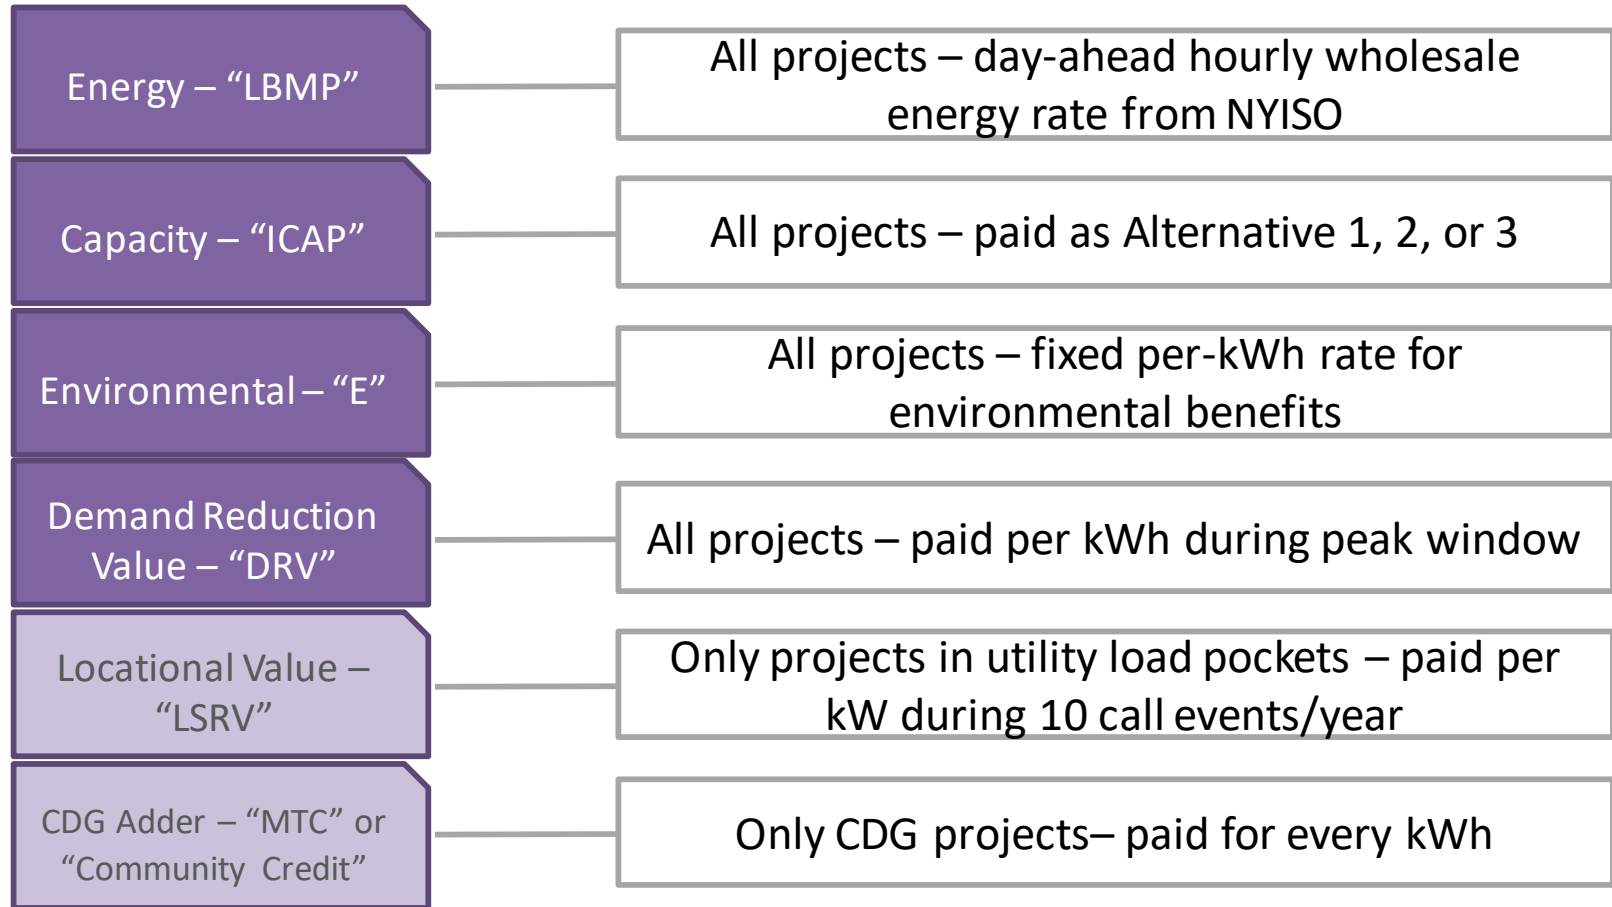 Energy – “LBMP”
All projects – day-ahead hourly wholesale
energy rate from NYISO
Capacity – “ICAP”
All projects – paid as Alternative 1, 2, or 3
Environmental – “E”
All projects – fixed per-kWh rate for
environmental benefits
Demand Reduction
Value – “DRV”
All projects – paid per kWh during peak window
Locational Value –
“LSRV”
Only projects in utility load pockets – paid per
kW during 10 call events/year
CDG Adder – “MTC” or
“Community Credit”
Only CDG projects– paid for every kWh